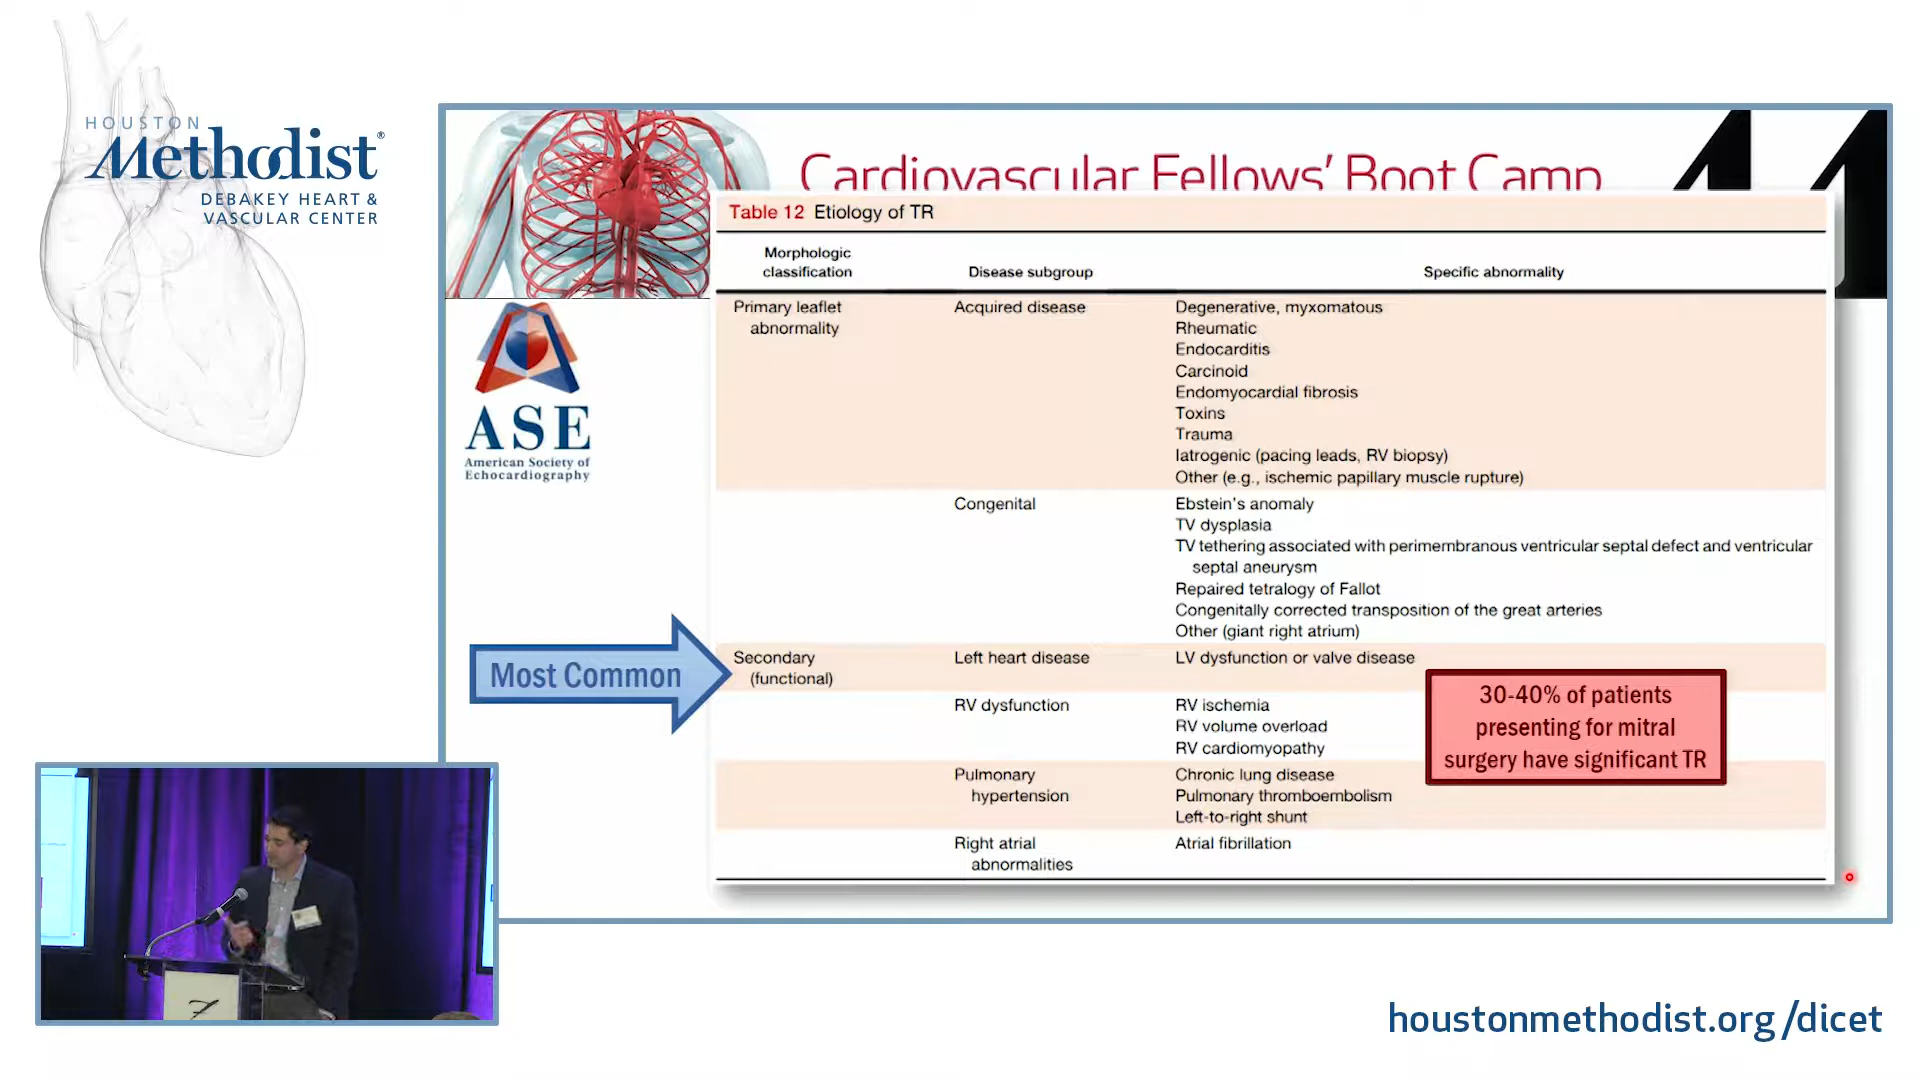 HOUSTON
Methodist®
DEBAKEY HEART &
VASCULAR CENTER
Cardiovascular Fellows' Boot Camp
Table 12 Etiology of TR
Morphologic
classification
Disease subgroup
Specific abnormality
Primary leaflet
abnormality
Acquired disease
Degenerative, myxomatous
Rheumatic
Endocarditis
Carcinoid
Endomyocardial fibrosis
Toxins
Trauma
Iatrogenic (pacing leads, RV biopsy)
Other (e.g., ischemic papillary muscle rupture)
Congenital
Ebstein's anomaly
TV dysplasia
TV tethering associated with perimembranous ventricular septal defect and ventricular
septal aneurysm
Repaired tetralogy of Fallot
Congenitally corrected transposition of the great arteries
Other (giant right atrium)
Secondary
(functional)
Left heart disease
LV dysfunction or valve disease
RV dysfunction
RV ischemia
RV volume overload
RV cardiomyopathy
Pulmonary
hypertension
Chronic lung disease
Pulmonary thromboembolism
Left-to-right shunt
Right atrial
abnormalities
Atrial fibrillation
ASE
American Society of
Echocardiography
Most Common
30-40% of patients
presenting for mitral
surgery have significant TR
houstonmethodist.org/dicet